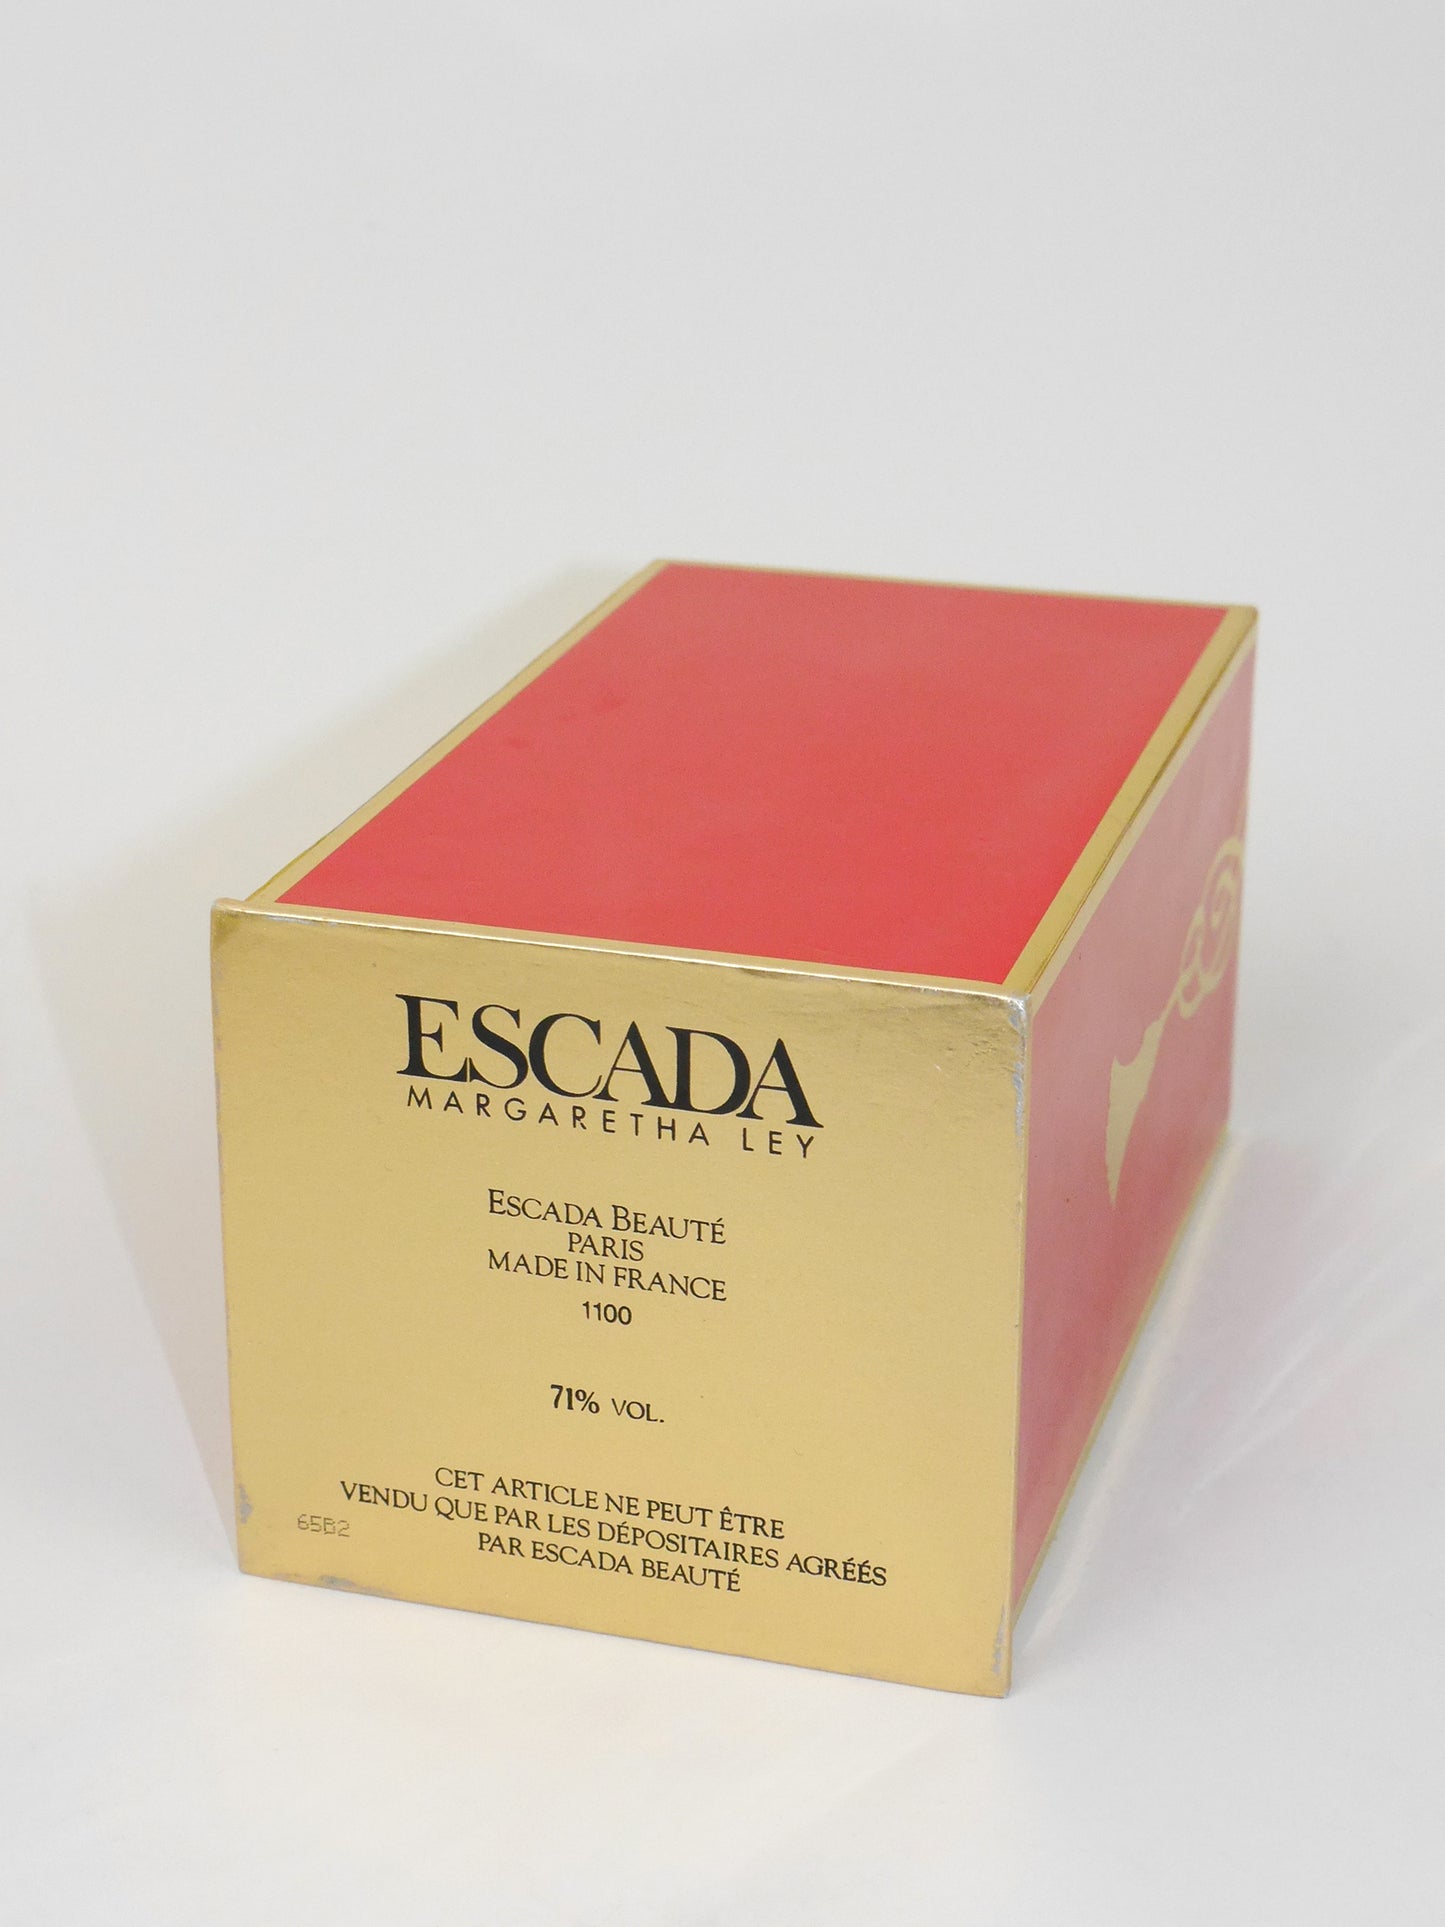 ESCADA
MARGARETHA LEY
ESCADA BEAUTÉ
PARIS
MADE IN FRANCE
1100
71% VOL.
CET ARTICLE NE PEUT ÊTRE
VENDU QUE PAR LES DÉPOSITAIRES AGRÉÉS
PAR ESCADA BEAUTÉ
65B2